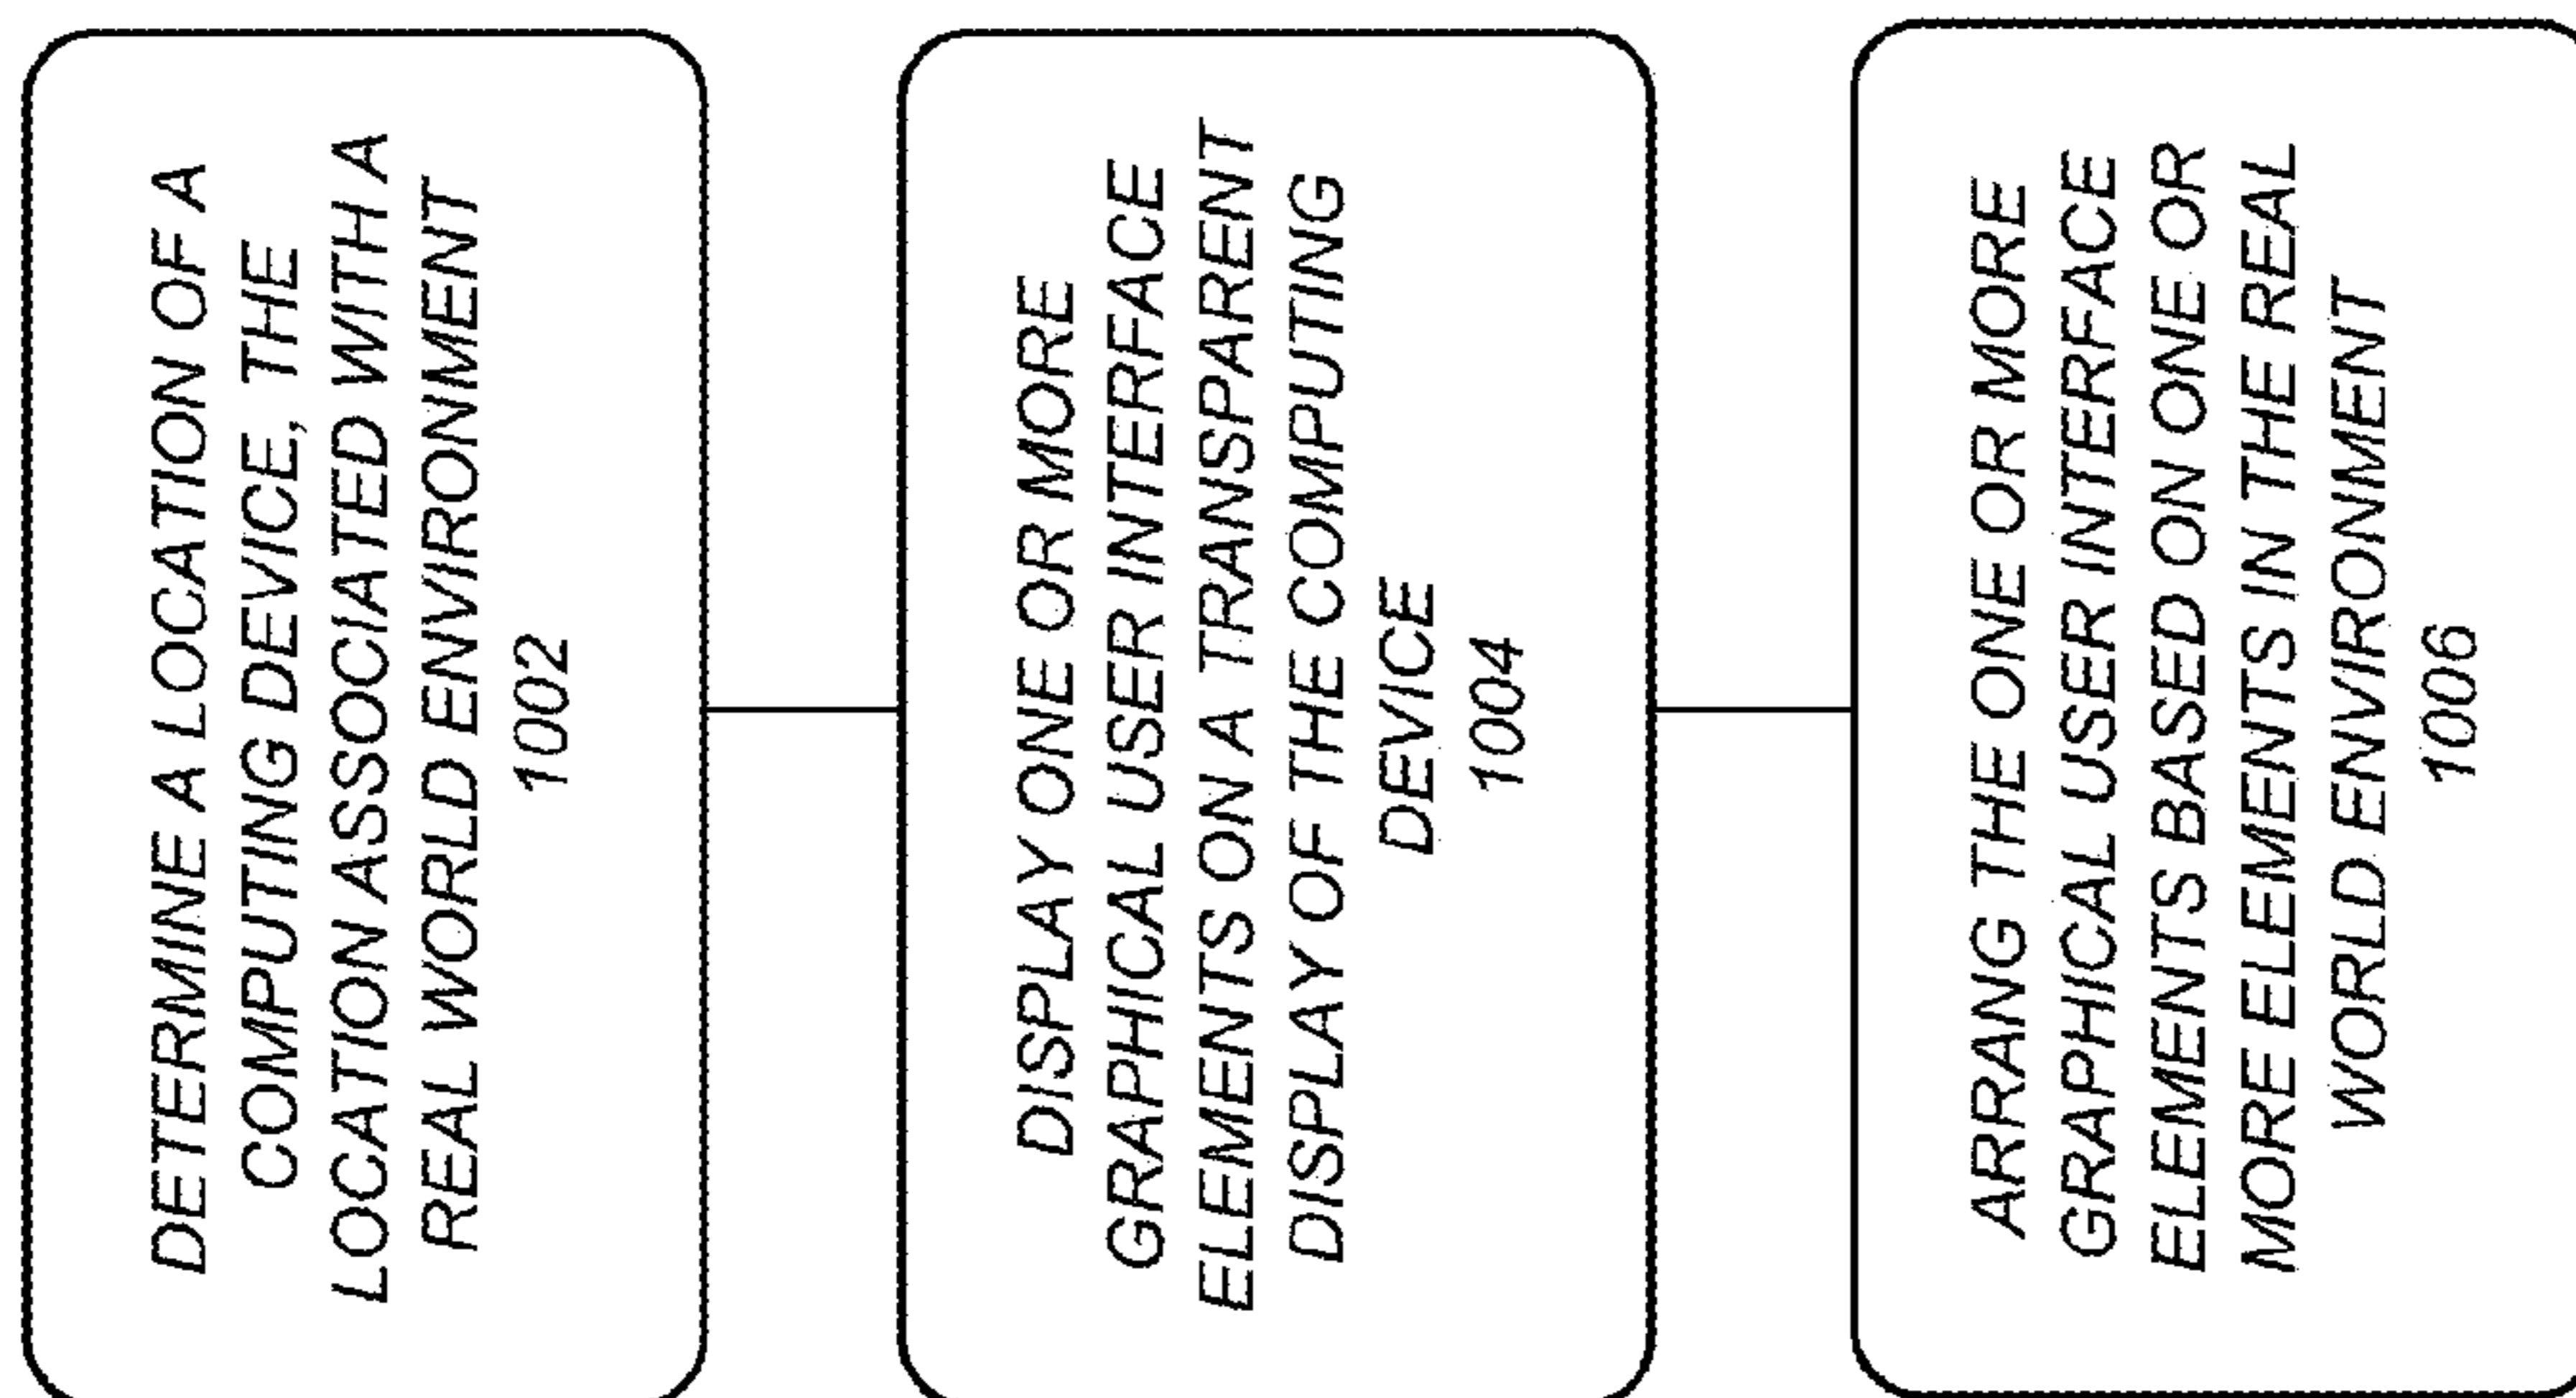 DETERMINE A LOCATION OF A
COMPUTING DEVICE, THE
LOCATION ASSOCIATED WITH A
REAL WORLD ENVIRONMENT
1002
DISPLAY ONE OR MORE
GRAPHICAL USER INTERFACE
ELEMENTS ON A TRANSPARENT
DISPLAY OF THE COMPUTING
DEVICE
1004
ARRANG THE ONE OR MORE
GRAPHICAL USER INTERFACE
ELEMENTS BASED ON ONE OR
MORE ELEMENTS IN THE REAL
WORLD ENVIRONMENT
1006